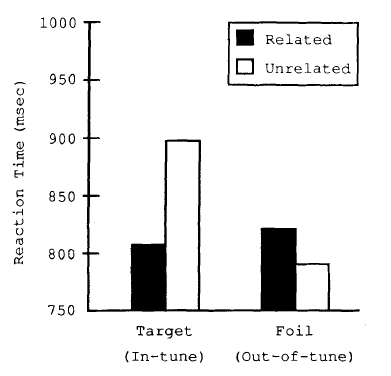 1000
950
900
850
800
750
Reaction Time (msec)
Related
Unrelated
Target
(In-tune)
Foil
(Out-of-tune)